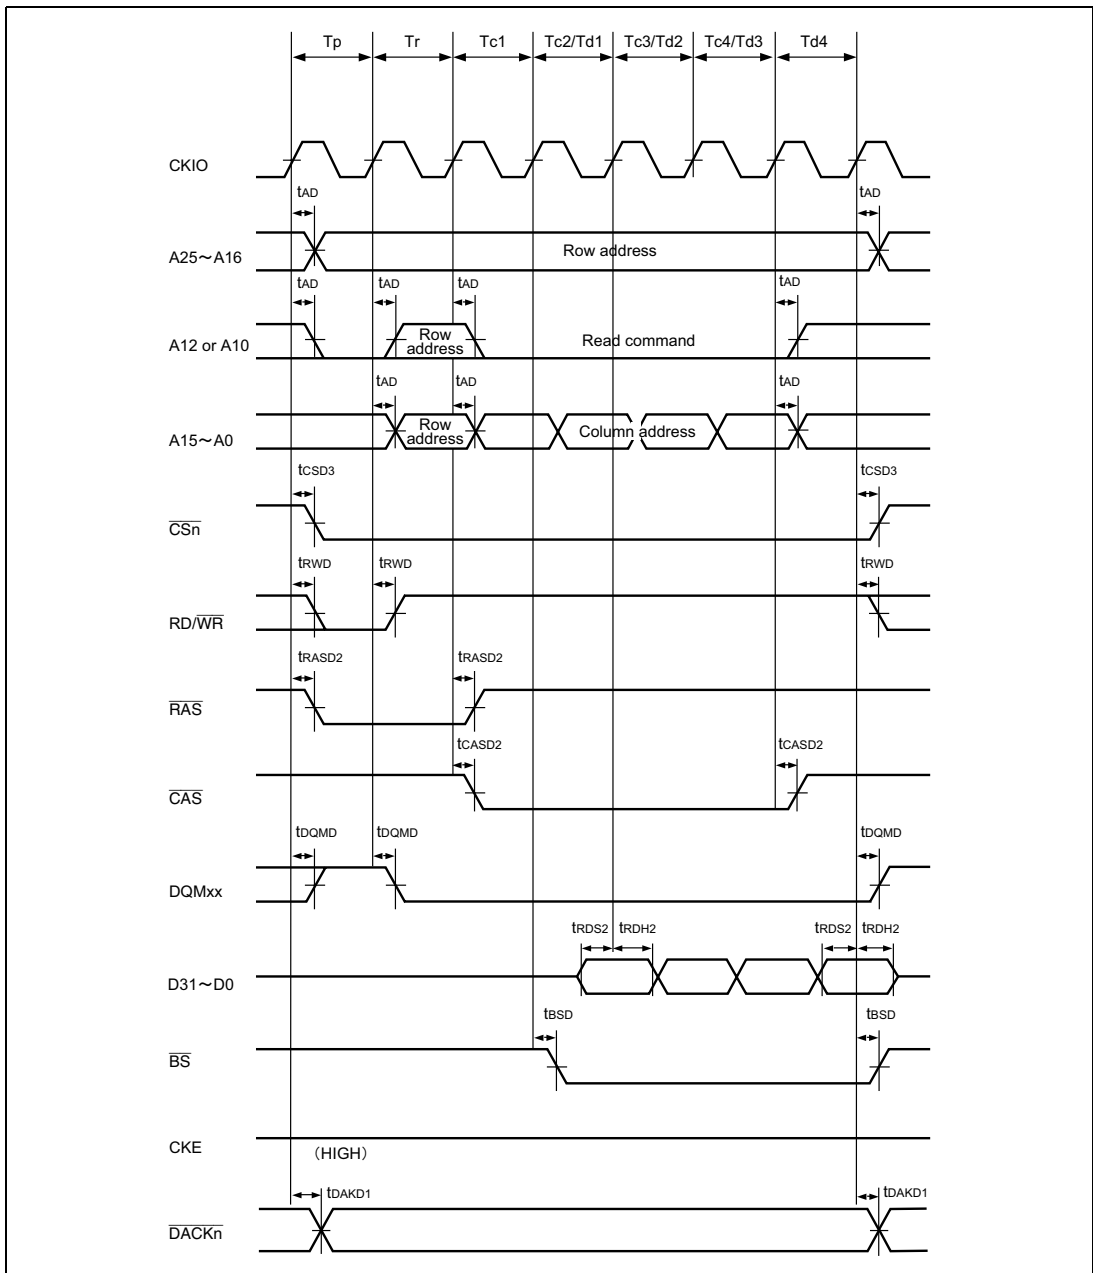 Tp Tr Tc1 Tc2/Td1 Tc3/Td2 Tc4/Td3 Td4
CKIO
tAD tAD
A25～A16 Row address
tAD tAD tAD tAD
A12 or A10 Row address Read command
tAD tAD tAD
A15～A0 Row address Column address
tCSD3 tCSD3
CSn
tRWD tRWD tRWD
RD/WR
tRASD2 tRASD2
RAS
tCASD2 tCASD2
CAS
tDQMD tDQMD tDQMD
DQMxx
tRDS2 tRDH2 tRDS2 tRDH2
D31～D0
tBSD tBSD
BS
CKE
（HIGH）
tDAKD1 tDAKD1
DACKn